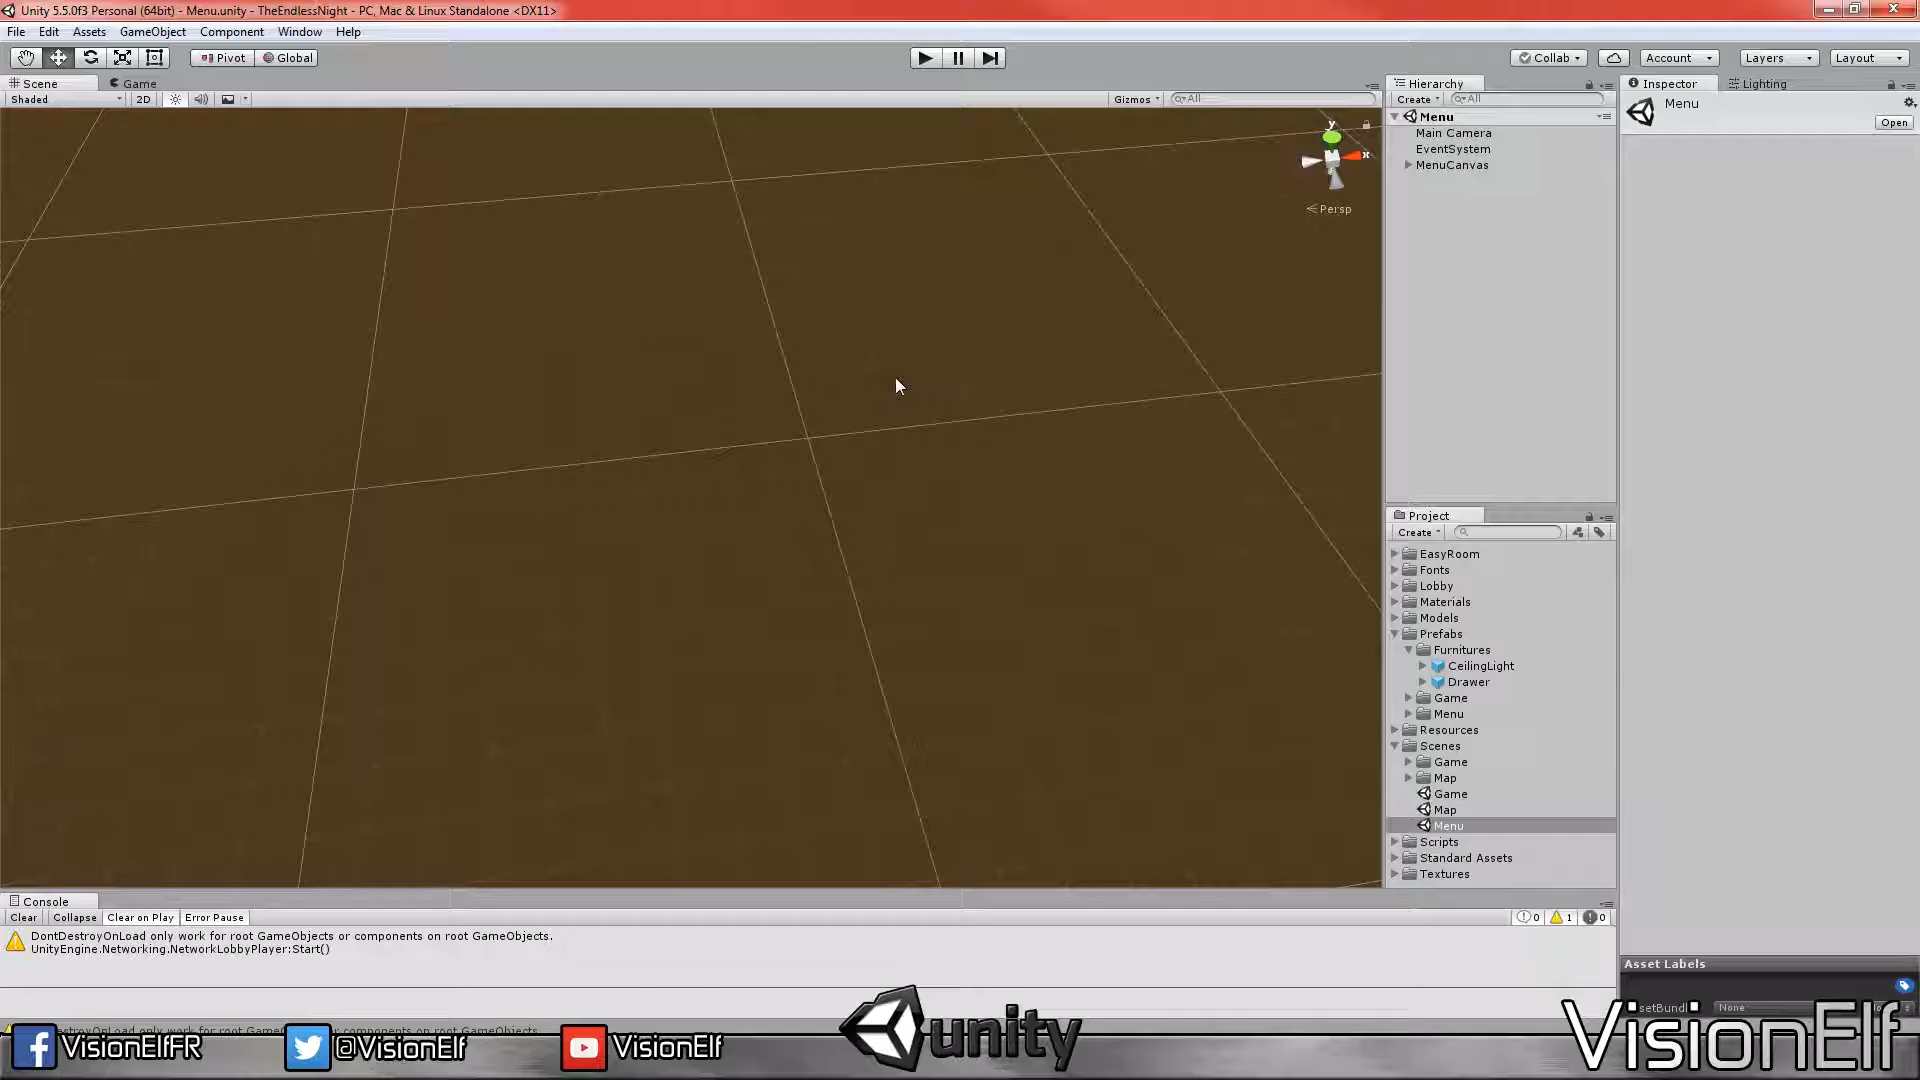 Unity 5.5.0f3 Personal (64bit) - Menu.unity - TheEndlessNight - PC, Mac & Linux Standalone <DX11>
File Edit Assets GameObject Component Window Help
Pivot Global Collab Account Layers Layout
Scene Game
Shaded 2D Gizmos All
y
x
Persp
Hierarchy
Create All
Menu
Main Camera
EventSystem
MenuCanvas
Inspector Lighting
Menu
Open
Project
Create
EasyRoom
Fonts
Lobby
Materials
Models
Prefabs
Furnitures
CeilingLight
Drawer
Game
Menu
Resources
Scenes
Game
Map
Game
Map
Menu
Scripts
Standard Assets
Textures
Console
Clear Collapse Clear on Play Error Pause 0 1 0
DontDestroyOnLoad only work for root GameObjects or components on root GameObjects.
UnityEngine.Networking.NetworkLobbyPlayer:Start()
Asset Labels
setBundl None
VisionElfFR @VisionElf VisionElf unity VisionElf